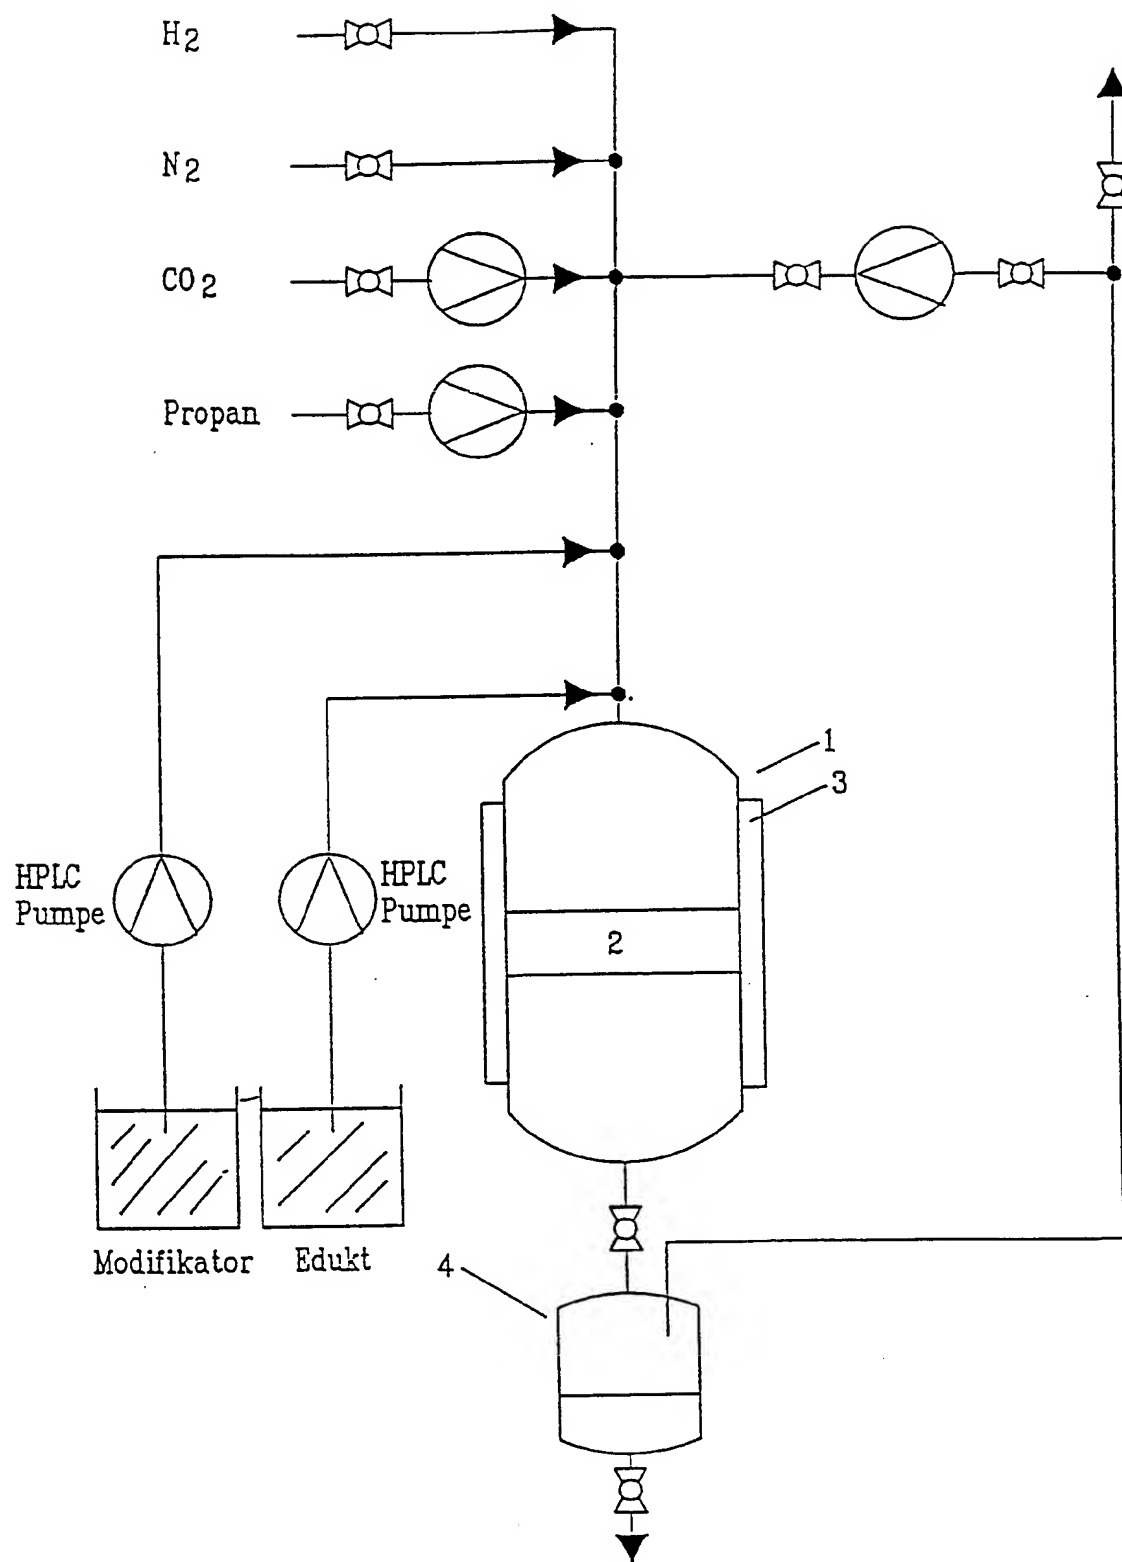 H2
N2
CO2
Propan
1
3
HPLC
Pumpe
HPLC
Pumpe
2
Modifikator
Edukt
4